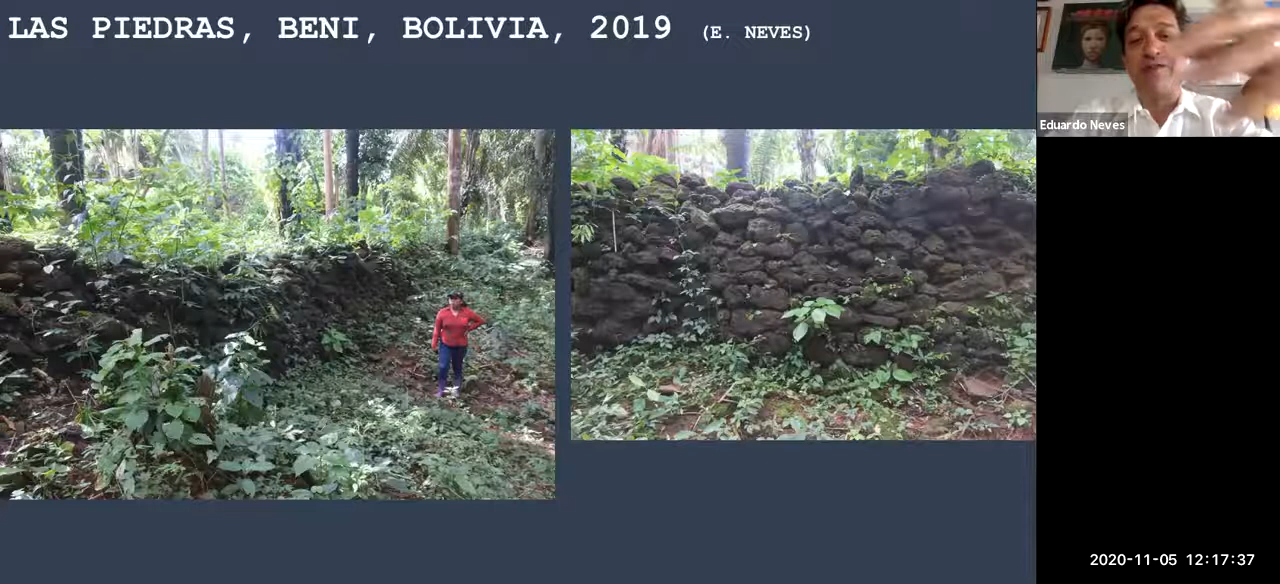 LAS PIEDRAS, BENI, BOLIVIA, 2019 (E. NEVES)
Eduardo Neves
2020-11-05 12:17:37